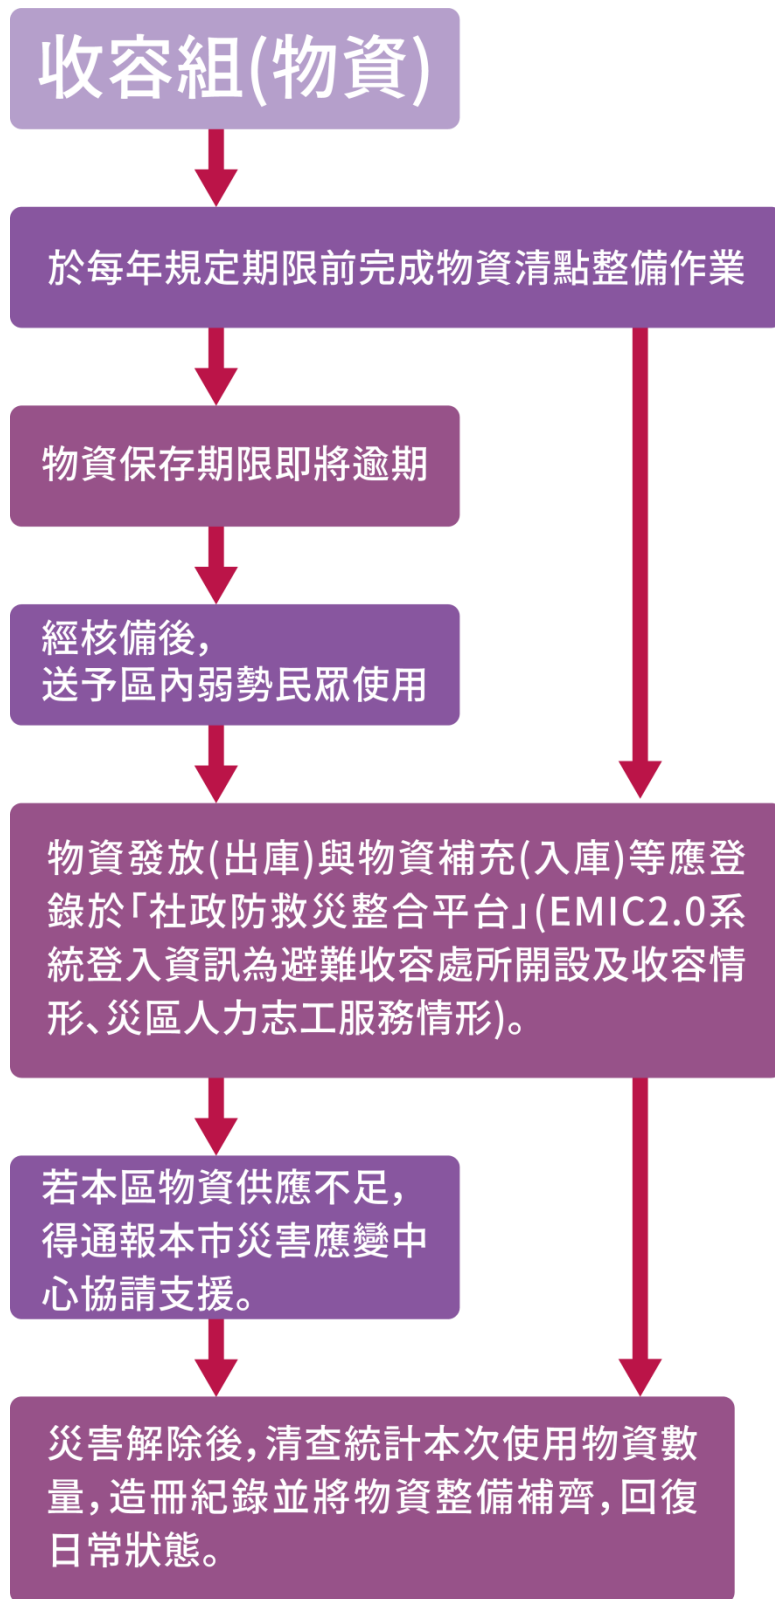 收容組(物資)
於每年規定期限前完成物資清點整備作業
物資保存期限即將逾期
經核備後,
送予區內弱勢民眾使用
物資發放(出庫)與物資補充(入庫)等應登
錄於「社政防救災整合平台」(EMIC2.0系
統登入資訊為避難收容處所開設及收容情
形、災區人力志工服務情形)。
若本區物資供應不足,
得通報本市災害應變中
心協請支援。
災害解除後,清查統計本次使用物資數
量,造冊紀錄並將物資整備補齊,回復
日常狀態。